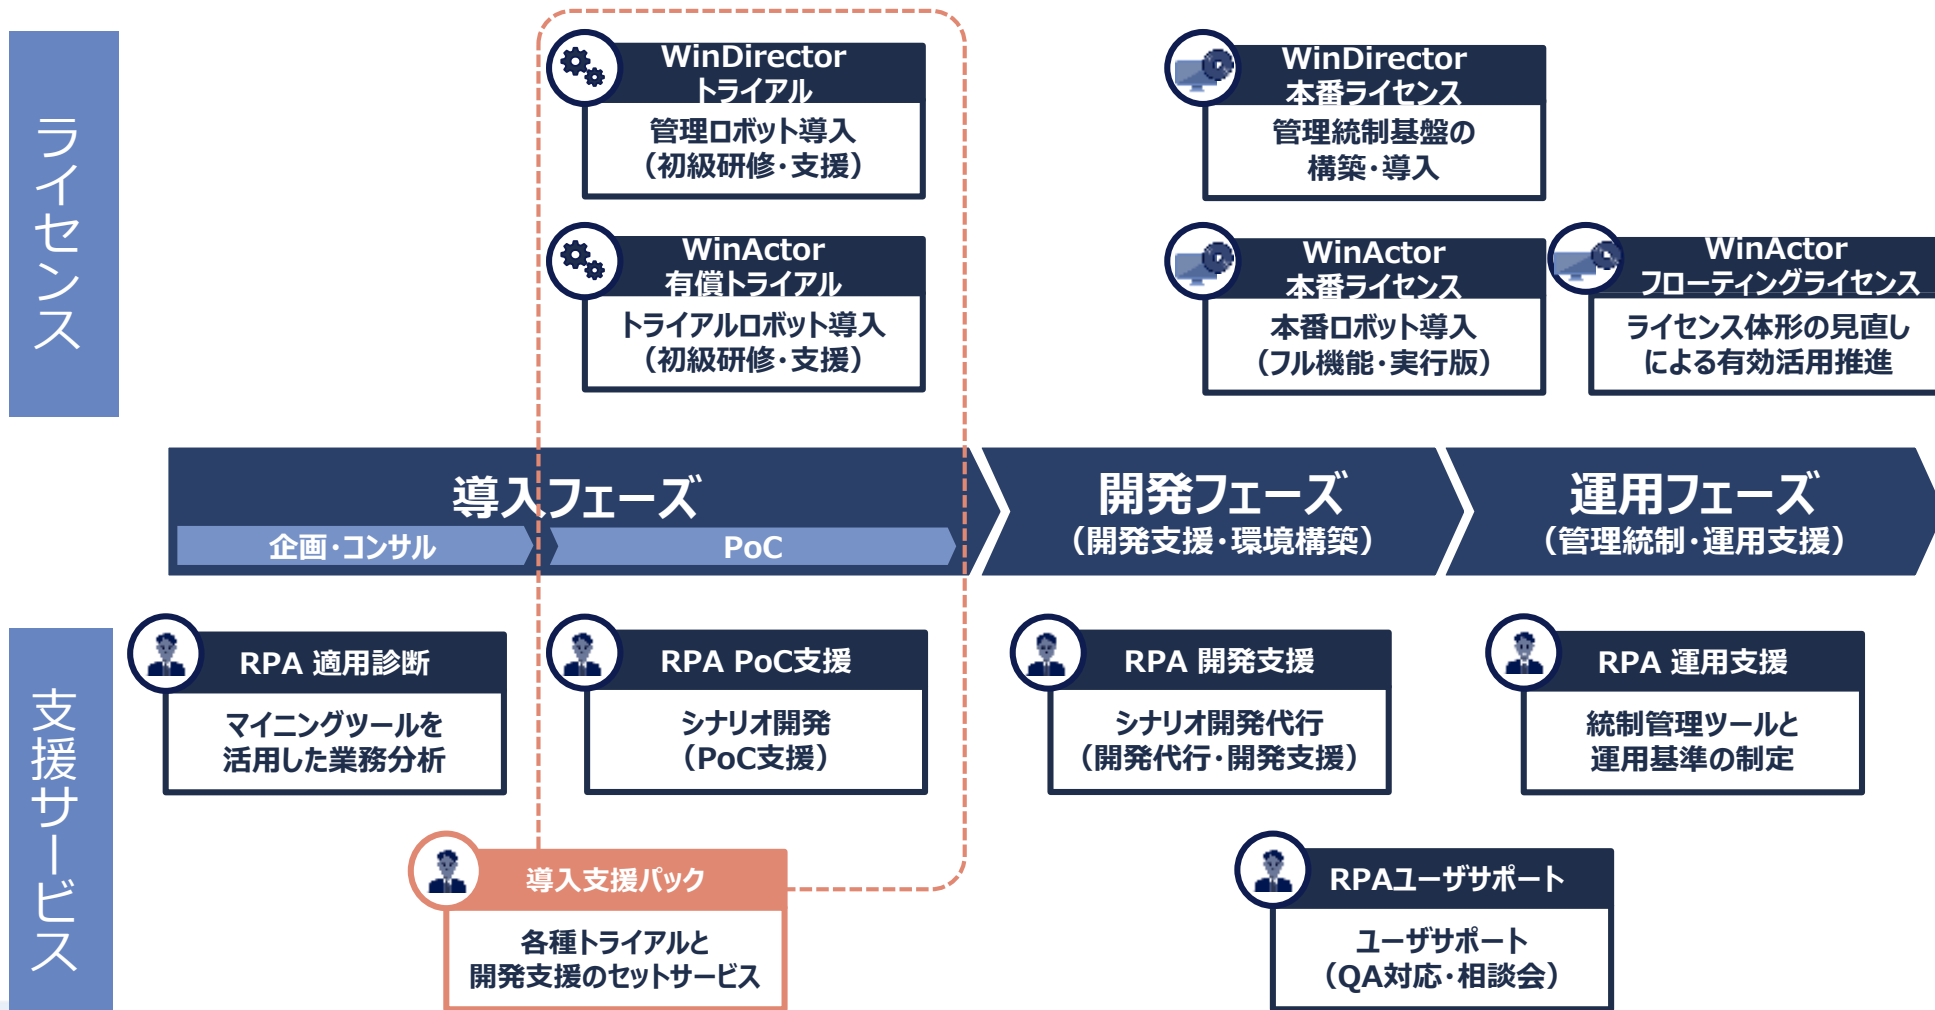 ライセンス
WinDirector
トライアル
管理ロボット導入
（初級研修・支援）
WinDirector
本番ライセンス
管理統制基盤の
構築・導入
WinActor
有償トライアル
トライアルロボット導入
（初級研修・支援）
WinActor
本番ライセンス
本番ロボット導入
（フル機能・実行版）
WinActor
フローティングライセンス
ライセンス体形の見直し
による有効活用推進
導入フェーズ
企画・コンサル
PoC
開発フェーズ
（開発支援・環境構築）
運用フェーズ
（管理統制・運用支援）
支援サービス
RPA 適用診断
マイニングツールを
活用した業務分析
RPA PoC支援
シナリオ開発
（PoC支援）
RPA 開発支援
シナリオ開発代行
（開発代行・開発支援）
RPA 運用支援
統制管理ツールと
運用基準の制定
導入支援パック
各種トライアルと
開発支援のセットサービス
RPAユーザサポート
ユーザサポート
（QA対応・相談会）